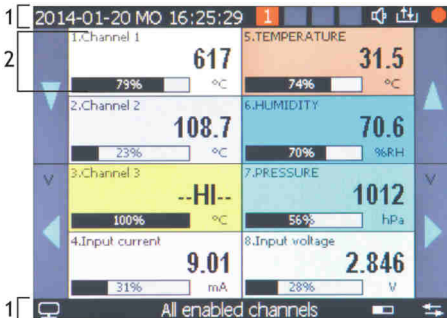 1 2014-01-20 MO 16:25:29 1
2
1.Channel 1
617
79% °C
5.TEMPERATURE
31.5
74% °C
2.Channel 2
108.7
23% °C
6.HUMIDITY
70.6
70% %RH
3.Channel 3
--HI--
100% °C
7.PRESSURE
1012
56% hPa
4.Input current
9.01
31% mA
8.Input voltage
2.846
28% V
V V
1 All enabled channels